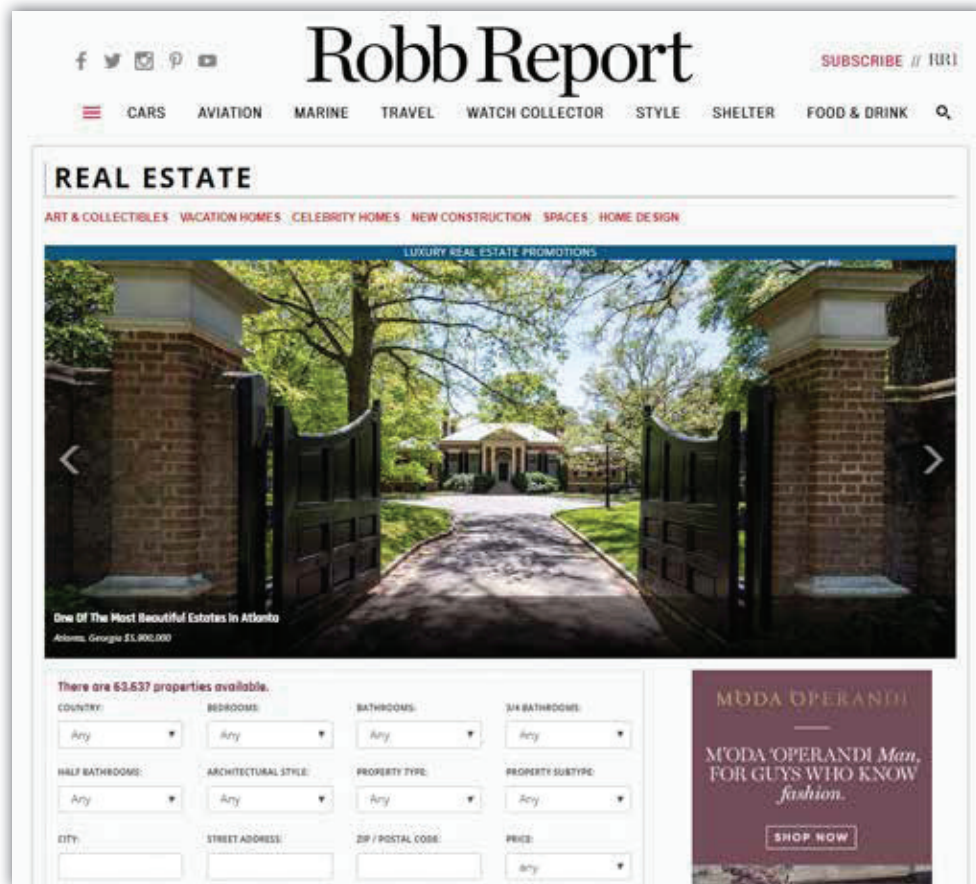 Robb Report
SUBSCRIBE // RR1
CARS AVIATION MARINE TRAVEL WATCH COLLECTOR STYLE SHELTER FOOD & DRINK
REAL ESTATE
ART & COLLECTIBLES VACATION HOMES CELEBRITY HOMES NEW CONSTRUCTION SPACES HOME DESIGN
LUXURY REAL ESTATE PROMOTIONS
One Of The Most Beautiful Estates in Atlanta
Atlanta, Georgia $5,900,000
There are 63,637 properties available.
COUNTRY: BEDROOMS: BATHROOMS: 3/4 BATHROOMS:
Any Any Any Any
HALF BATHROOMS: ARCHITECTURAL STYLE: PROPERTY TYPE: PROPERTY SUBTYPE:
Any Any Any Any
CITY: STREET ADDRESS: ZIP / POSTAL CODE: PRICE:
any
MODA OPERANDI
M'ODA 'OPERANDI Man,
FOR GUYS WHO KNOW
fashion.
SHOP NOW